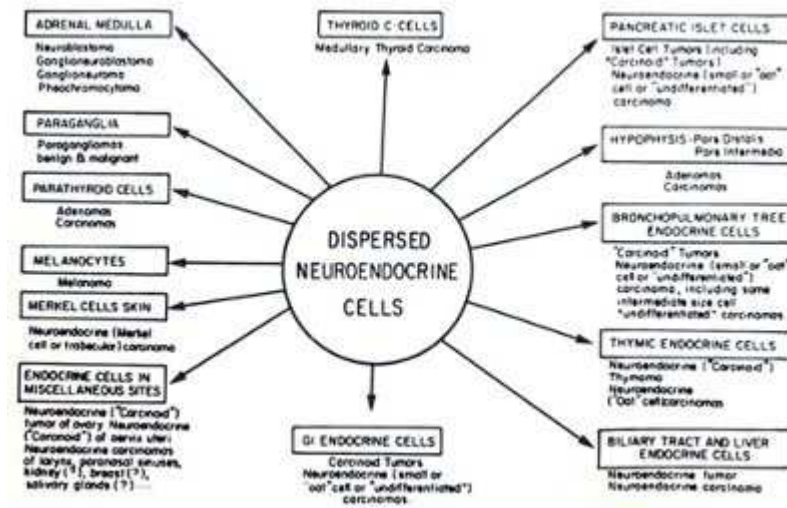 ADRENAL MEDULLA
Neuroblastoma
Ganglioneuroblastoma
Ganglioneuroma
Pheochromocytoma
PARAGANGLIA
Paragangliomas
benign & malignant
PARATHYROID CELLS
Adenomas
Carcinomas
MELANOCYTES
Melanoma
MERKEL CELLS SKIN
Neuroendocrine (Merkel
cell or trabecular) carcinoma
ENDOCRINE CELLS IN
MISCELLANEOUS SITES
Neuroendocrine ("Carcinoid")
tumor of ovary Neuroendocrine
("Carcinoid") of cervix uteri
Neuroendocrine carcinomas
of larynx, paranasal sinuses,
kidney (?), breast (?),
salivary glands (?)....
THYROID C-CELLS
Medullary Thyroid Carcinoma
DISPERSED
NEUROENDOCRINE
CELLS
GI ENDOCRINE CELLS
Carcinoid Tumors
Neuroendocrine (small or
"oat" cell or "undifferentiated")
carcinomas
PANCREATIC ISLET CELLS
Islet Cell Tumors (including
"Carcinoid" Tumors)
Neuroendocrine (small or "oat"
cell or "undifferentiated")
carcinoma
HYPOPHYSIS-Pars Distalis
Pars Intermedia
Adenomas
Carcinomas
BRONCHOPULMONARY TREE
ENDOCRINE CELLS
"Carcinoid" Tumors
Neuroendocrine (small or "oat"
cell or "undifferentiated")
carcinoma, including some
intermediate size cell
"undifferentiated" carcinomas
THYMIC ENDOCRINE CELLS
Neuroendocrine ("Carcinoid")
Thymoma
Neuroendocrine
("Oat" cell) carcinomas
BILIARY TRACT AND LIVER
ENDOCRINE CELLS
Neuroendocrine tumor
Neuroendocrine carcinoma